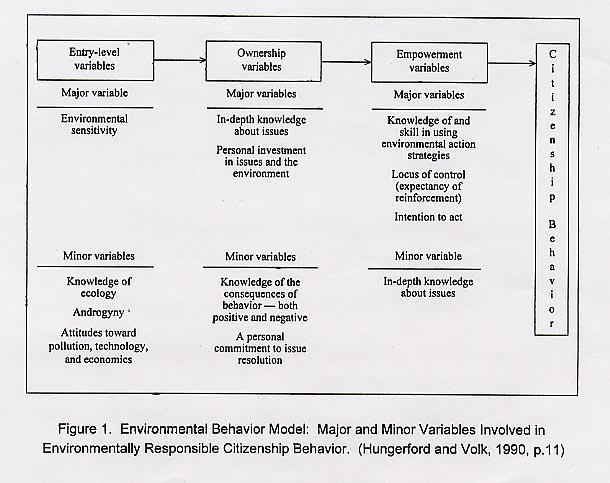 Entry-level
variables
Major variable
Environmental
sensitivity
Minor variables
Knowledge of
ecology
Androgyny
Attitudes toward
pollution, technology,
and economics
Ownership
variables
Major variables
In-depth knowledge
about issues
Personal investment
in issues and the
environment
Minor variables
Knowledge of the
consequences of
behavior — both
positive and negative
A personal
commitment to issue
resolution
Empowerment
variables
Major variables
Knowledge of and
skill in using
environmental action
strategies
Locus of control
(expectancy of
reinforcement)
Intention to act
Minor variable
In-depth knowledge
about issues
Citizenship Behavior
Figure 1. Environmental Behavior Model: Major and Minor Variables Involved in
Environmentally Responsible Citizenship Behavior. (Hungerford and Volk, 1990, p.11)